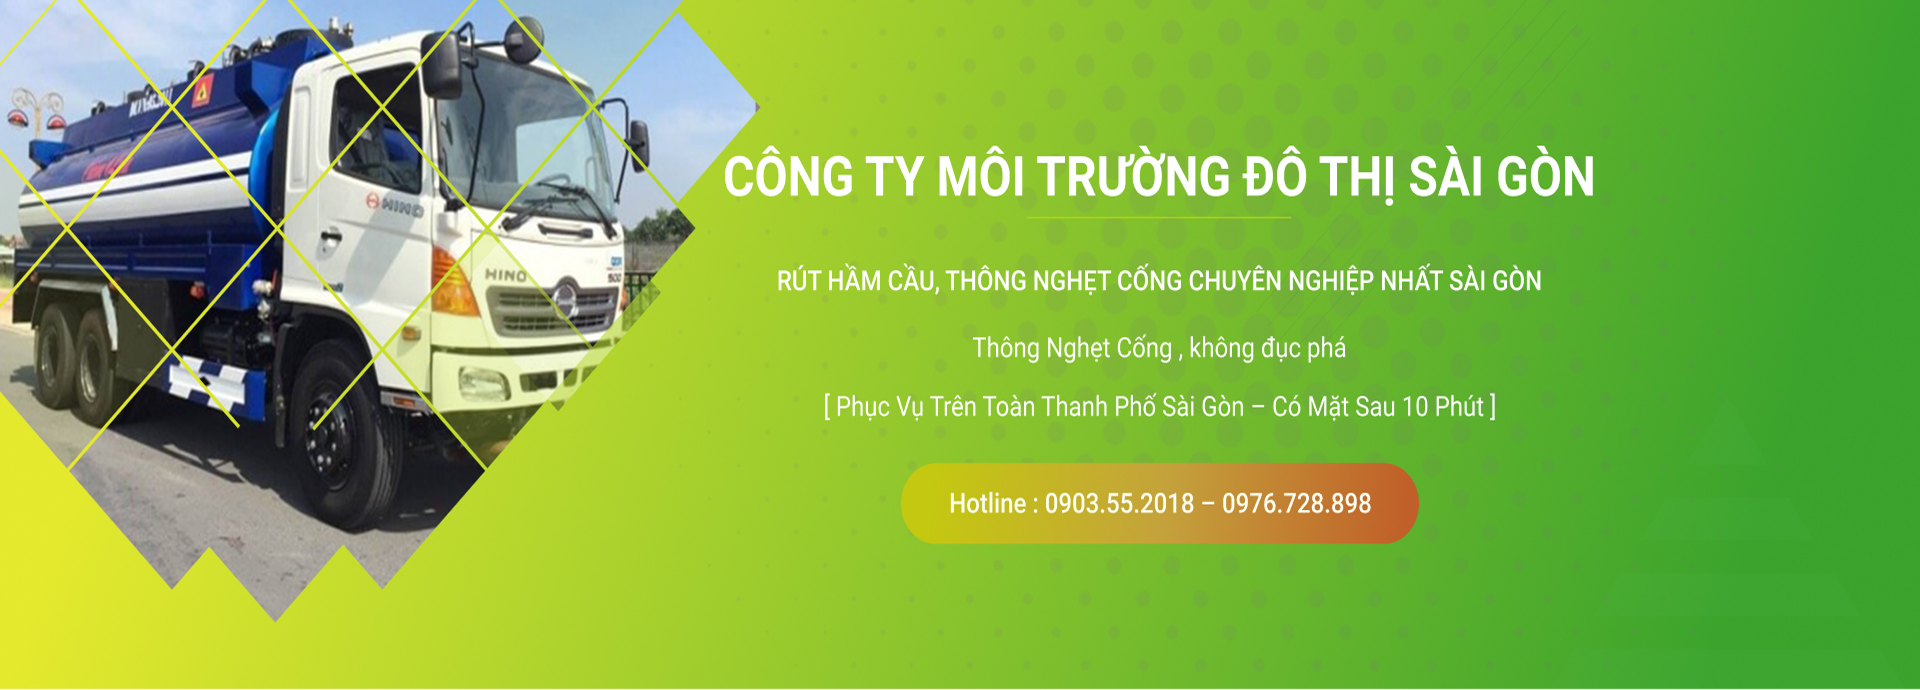 CÔNG TY MÔI TRƯỜNG ĐÔ THỊ SÀI GÒN
RÚT HẦM CẦU, THÔNG NGHẸT CỐNG CHUYÊN NGHIỆP NHẤT SÀI GÒN
Thông Nghẹt Cống , không đục phá
[ Phục Vụ Trên Toàn Thanh Phố Sài Gòn – Có Mặt Sau 10 Phút ]
Hotline : 0903.55.2018 – 0976.728.898
HINO
HINO
500